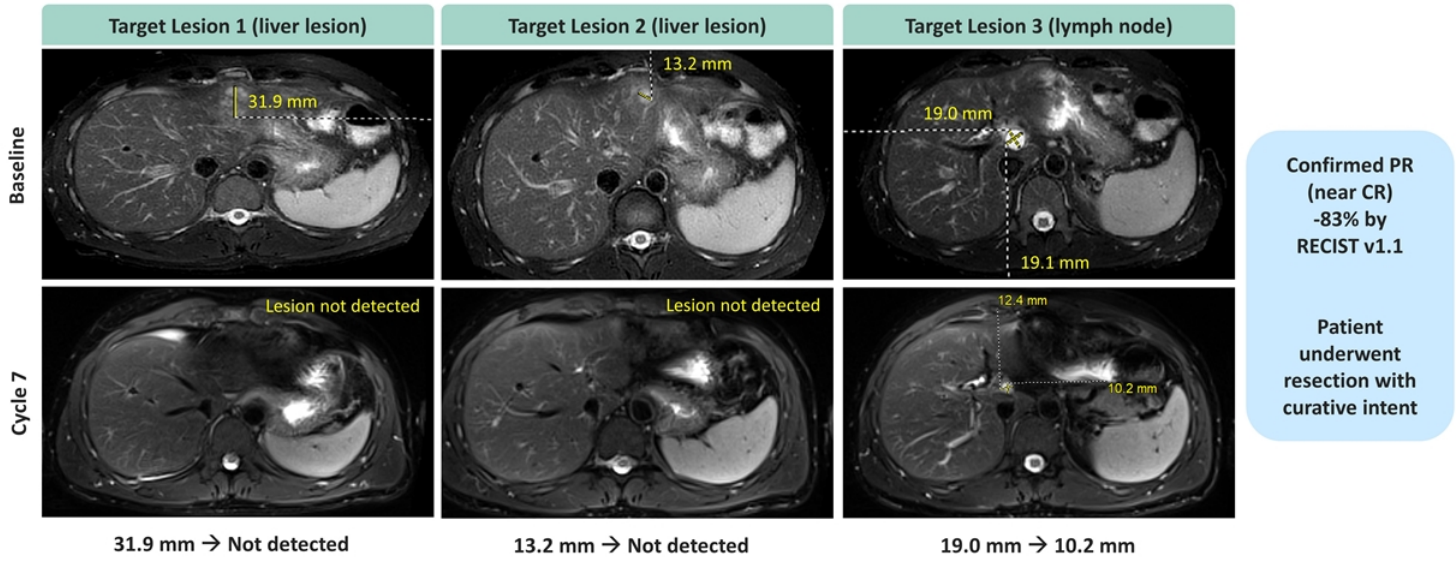 Target Lesion 1 (liver lesion)
Target Lesion 2 (liver lesion)
Target Lesion 3 (lymph node)
Baseline
31.9 mm
13.2 mm
19.0 mm
19.1 mm
Cycle 7
Lesion not detected
Lesion not detected
12.4 mm
10.2 mm
31.9 mm → Not detected
13.2 mm → Not detected
19.0 mm → 10.2 mm
Confirmed PR
(near CR)
-83% by
RECIST v1.1
Patient
underwent
resection with
curative intent